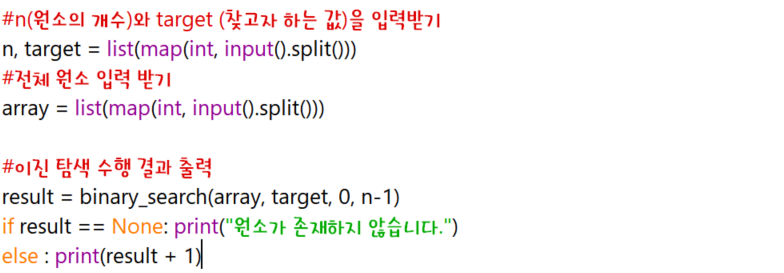 #n(원소의 개수)와 target (찾고자 하는 값)을 입력받기
n, target = list(map(int, input().split()))
#전체 원소 입력 받기
array = list(map(int, input().split()))
#이진 탐색 수행 결과 출력
result = binary_search(array, target, 0, n-1)
if result == None: print("원소가 존재하지 않습니다.")
else : print(result + 1)